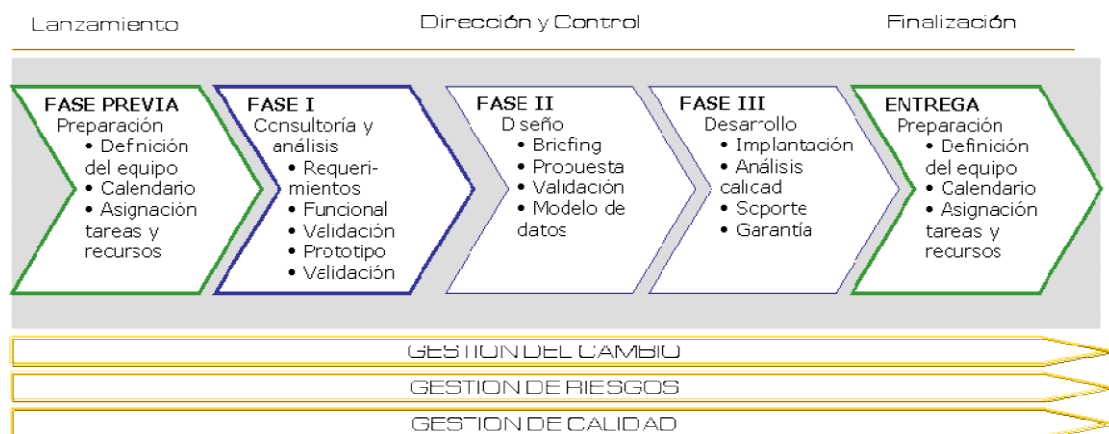 Lanzamiento
Dirección y Control
Finalización
FASE PREVIA
Preparación
• Definición
del equipo
• Calendario
• Asignación
tareas y
recursos
FASE I
Consultoría y
análisis
• Requeri-
mientos
• Funcional
• Validación
• Prototipo
• Validación
FASE II
Diseño
• Briefing
• Propuesta
• Validación
• Modelo de
datos
FASE III
Desarrollo
• Implantación
• Análisis
calidad
• Soporte
• Garantía
ENTREGA
Preparación
• Definición
del equipo
• Calendario
• Asignación
tareas y
recursos
GESTION DEL CAMBIO
GESTION DE RIESGOS
GESTION DE CALIDAD